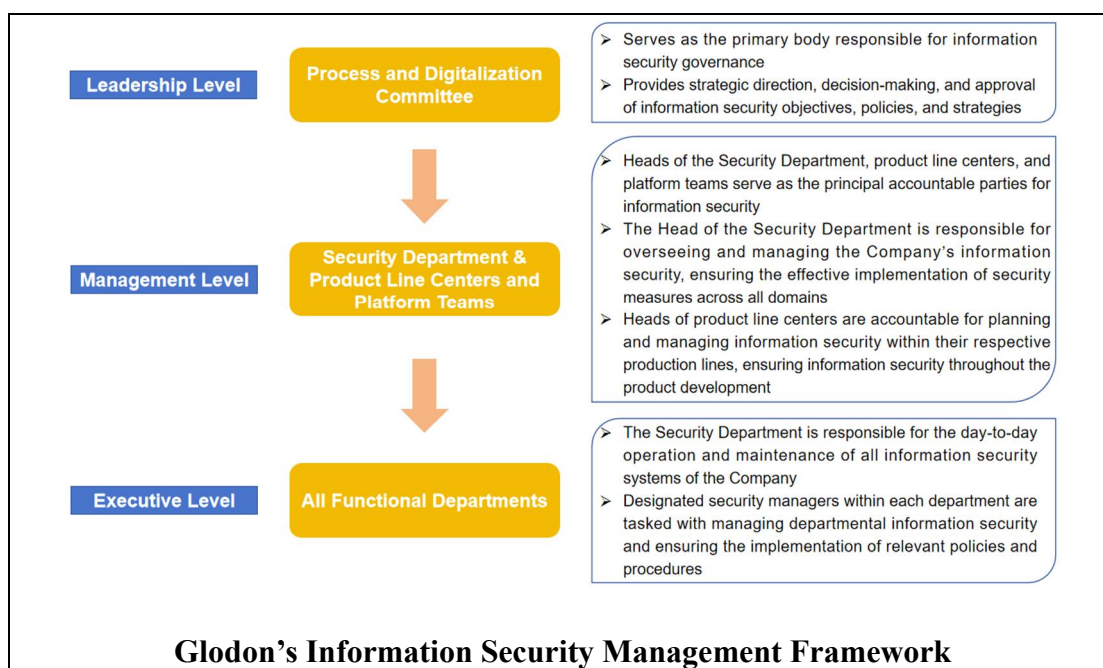 Leadership Level
Process and Digitalization
Committee
➢ Serves as the primary body responsible for information
security governance
➢ Provides strategic direction, decision-making, and approval
of information security objectives, policies, and strategies
Management Level
Security Department &
Product Line Centers and
Platform Teams
➢ Heads of the Security Department, product line centers, and
platform teams serve as the principal accountable parties for
information security
➢ The Head of the Security Department is responsible for
overseeing and managing the Company's information
security, ensuring the effective implementation of security
measures across all domains
➢ Heads of product line centers are accountable for planning
and managing information security within their respective
production lines, ensuring information security throughout the
product development
Executive Level
All Functional Departments
➢ The Security Department is responsible for the day-to-day
operation and maintenance of all information security
systems of the Company
➢ Designated security managers within each department are
tasked with managing departmental information security
and ensuring the implementation of relevant policies and
procedures
Glodon’s Information Security Management Framework